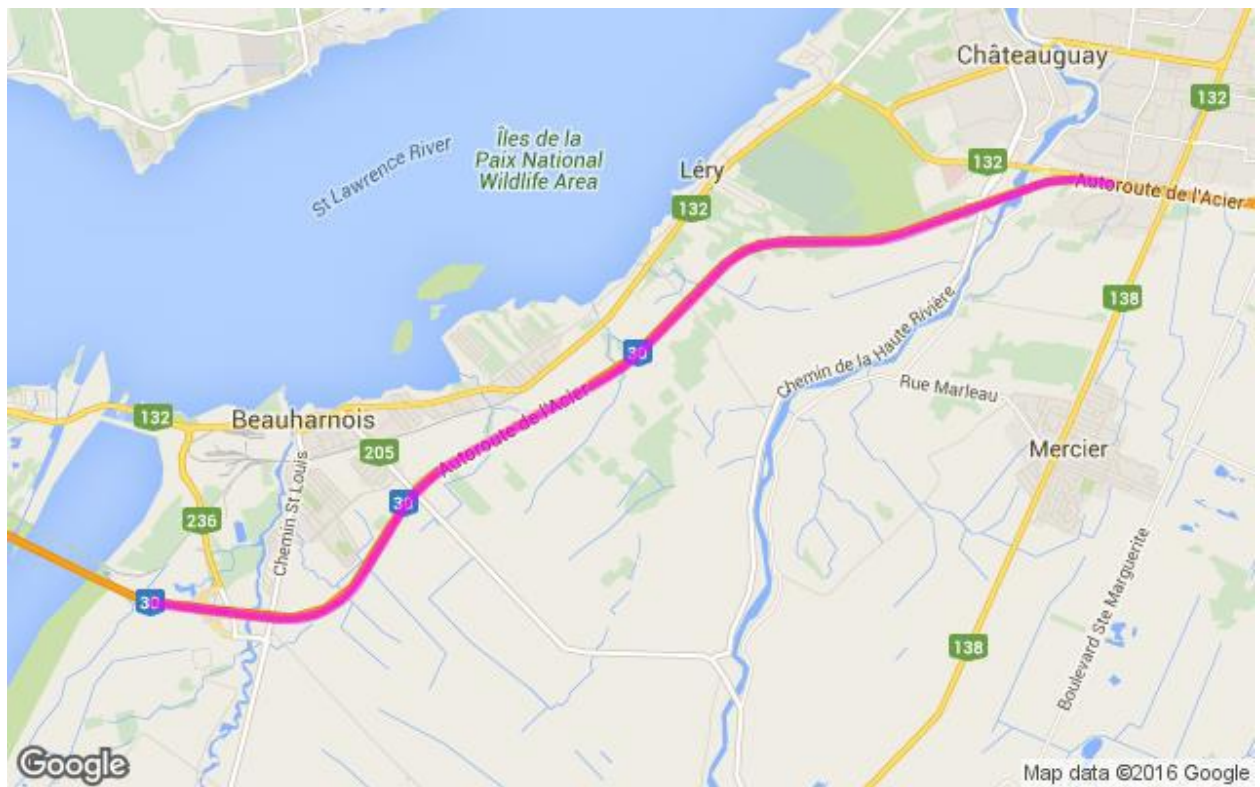 Châteauguay
132
Îles de la
Paix National
Wildlife Area
St Lawrence River
132
Léry
Autoroute de l'Acier
132
138
Chemin de la Haute Rivière
30
Rue Marleau
Autoroute de l'Acier
132
Beauharnois
205
Mercier
30
236
Chemin St Louis
Boulevard Ste Marguerite
30
138
Google
Map data ©2016 Google